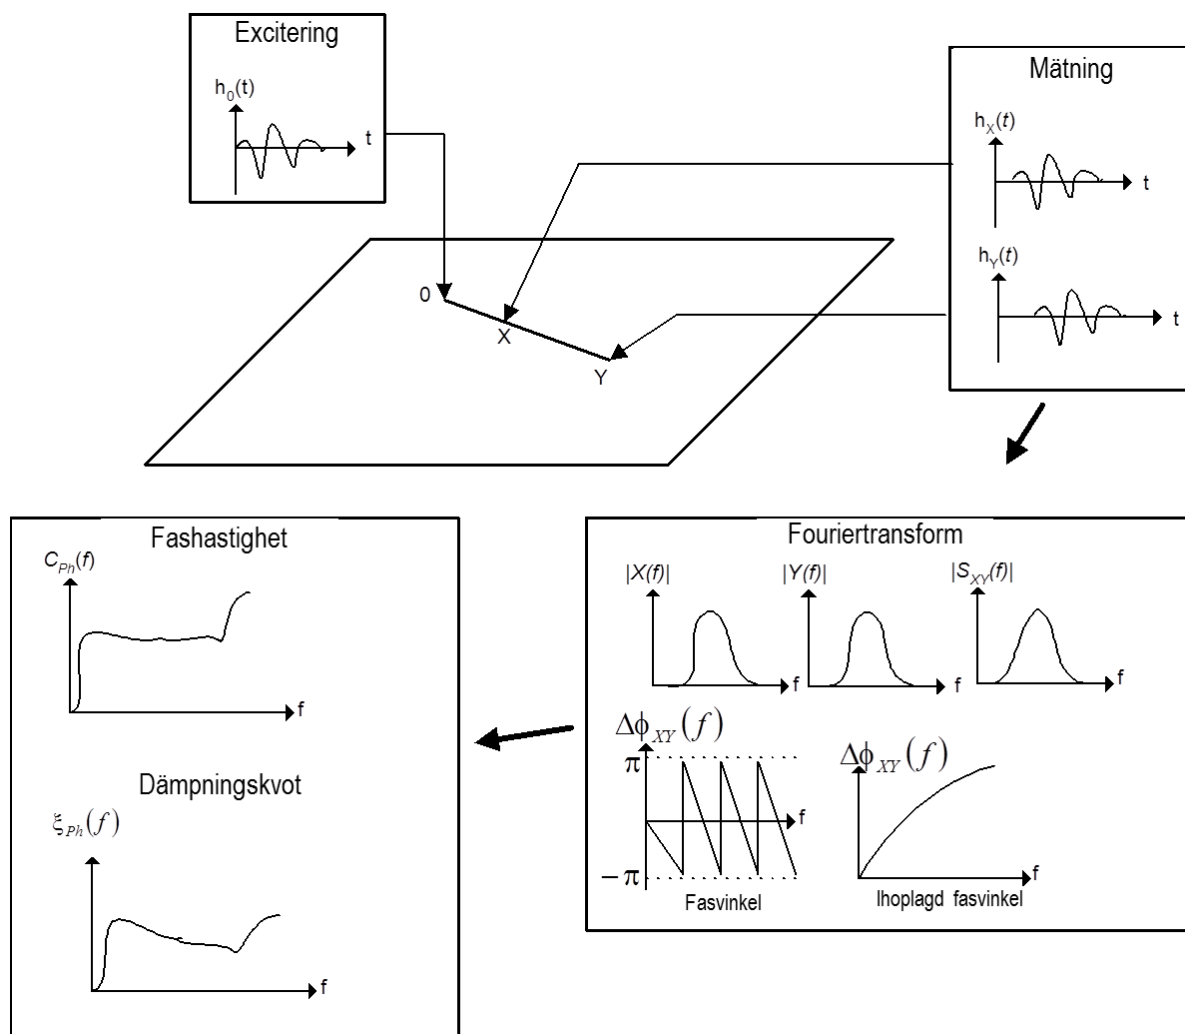 Excitering
h0(t)
t
Mätning
hX(t)
t
hY(t)
t
0
X
Y
Fashastighet
CPh(f)
f
Dämpningskvot
ξPh(f)
f
Fouriertransform
|X(f)| |Y(f)| |SXY(f)|
f f f
ΔϕXY(f)
π
f
−π
Fasvinkel
ΔϕXY(f)
f
Ihoplagd fasvinkel